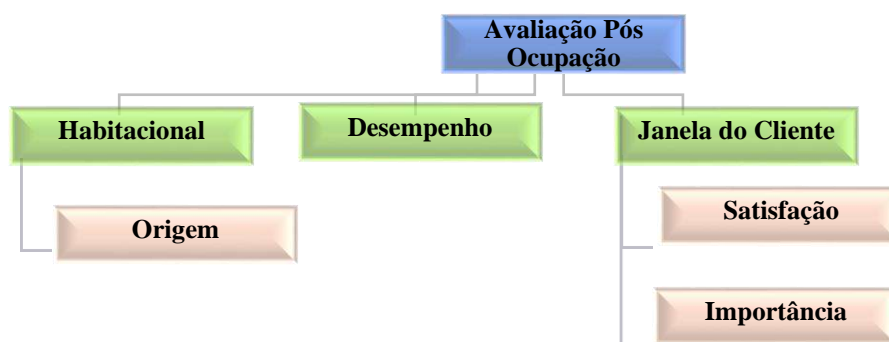 Avaliação Pós
Ocupação
Habitacional
Desempenho
Janela do Cliente
Origem
Satisfação
Importância